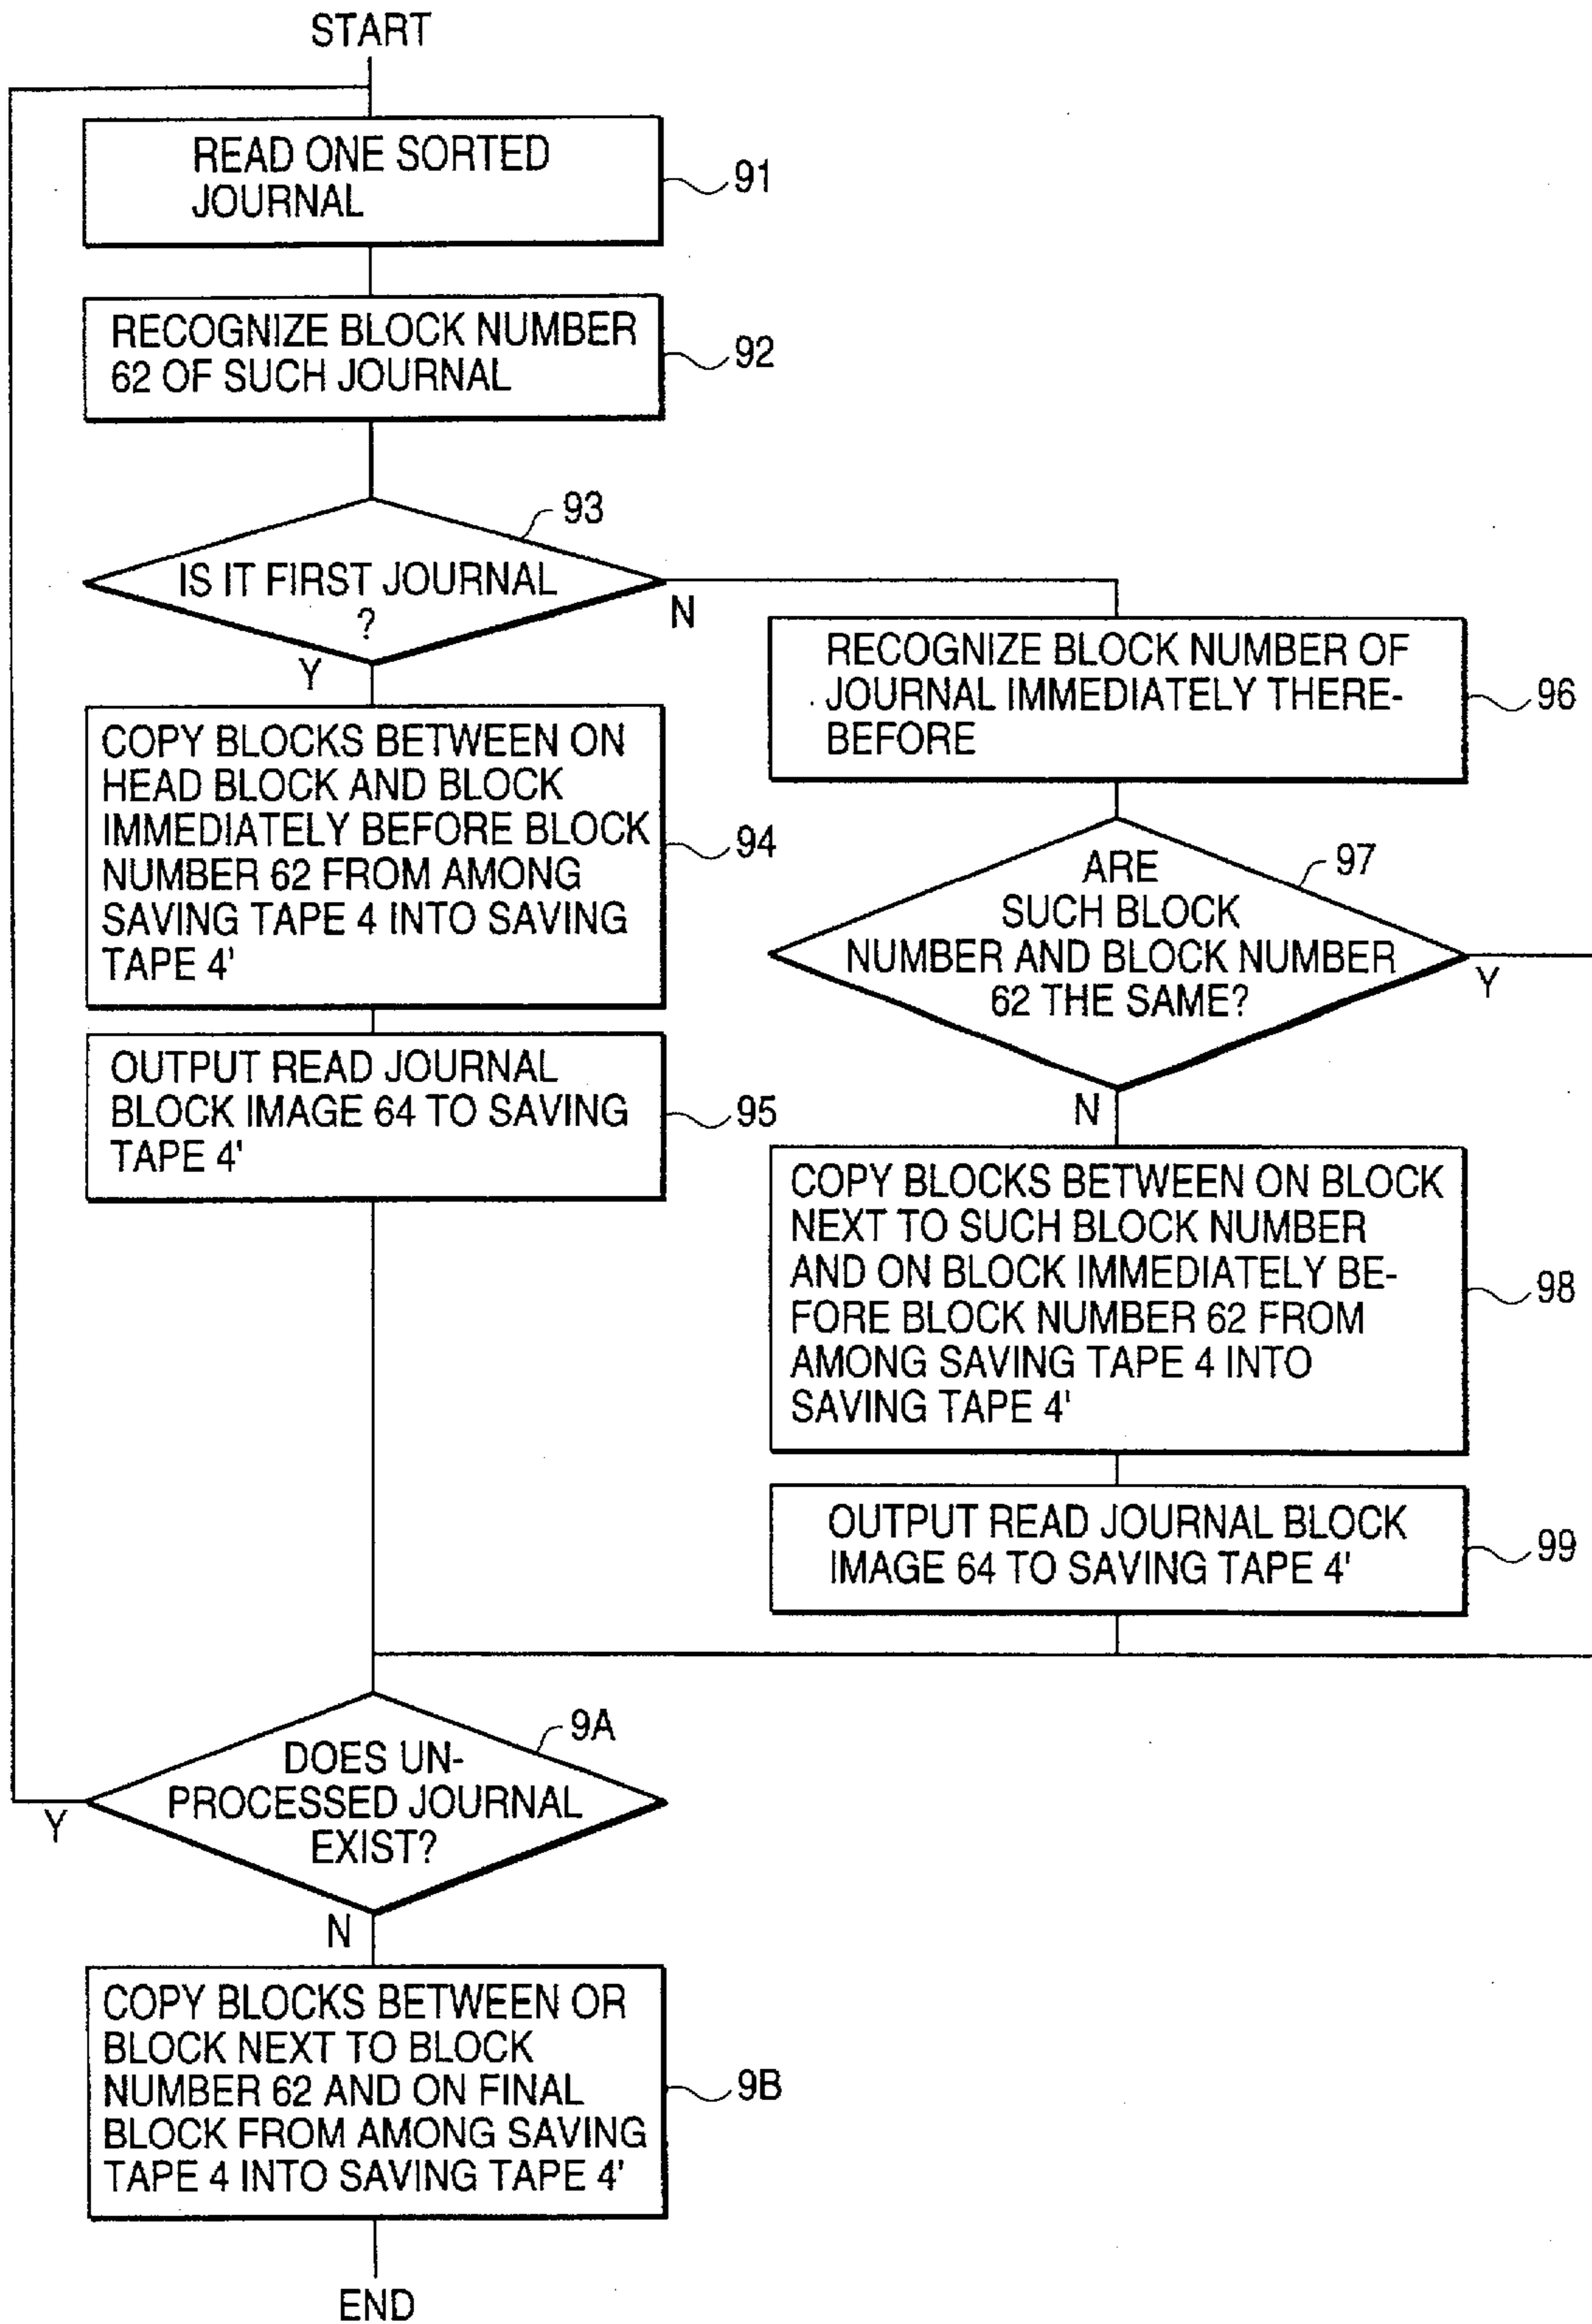 START
READ ONE SORTED
JOURNAL
91
RECOGNIZE BLOCK NUMBER
62 OF SUCH JOURNAL
92
93
IS IT FIRST JOURNAL
?
N
Y
COPY BLOCKS BETWEEN ON
HEAD BLOCK AND BLOCK
IMMEDIATELY BEFORE BLOCK
NUMBER 62 FROM AMONG
SAVING TAPE 4 INTO SAVING
TAPE 4'
94
OUTPUT READ JOURNAL
BLOCK IMAGE 64 TO SAVING
TAPE 4'
95
RECOGNIZE BLOCK NUMBER OF
JOURNAL IMMEDIATELY THERE-
BEFORE
96
97
ARE
SUCH BLOCK
NUMBER AND BLOCK NUMBER
62 THE SAME?
Y
N
COPY BLOCKS BETWEEN ON BLOCK
NEXT TO SUCH BLOCK NUMBER
AND ON BLOCK IMMEDIATELY BE-
FORE BLOCK NUMBER 62 FROM
AMONG SAVING TAPE 4 INTO
SAVING TAPE 4'
98
OUTPUT READ JOURNAL BLOCK
IMAGE 64 TO SAVING TAPE 4'
99
9A
DOES UN-
PROCESSED JOURNAL
EXIST?
Y
N
COPY BLOCKS BETWEEN OR
BLOCK NEXT TO BLOCK
NUMBER 62 AND ON FINAL
BLOCK FROM AMONG SAVING
TAPE 4 INTO SAVING TAPE 4'
9B
END